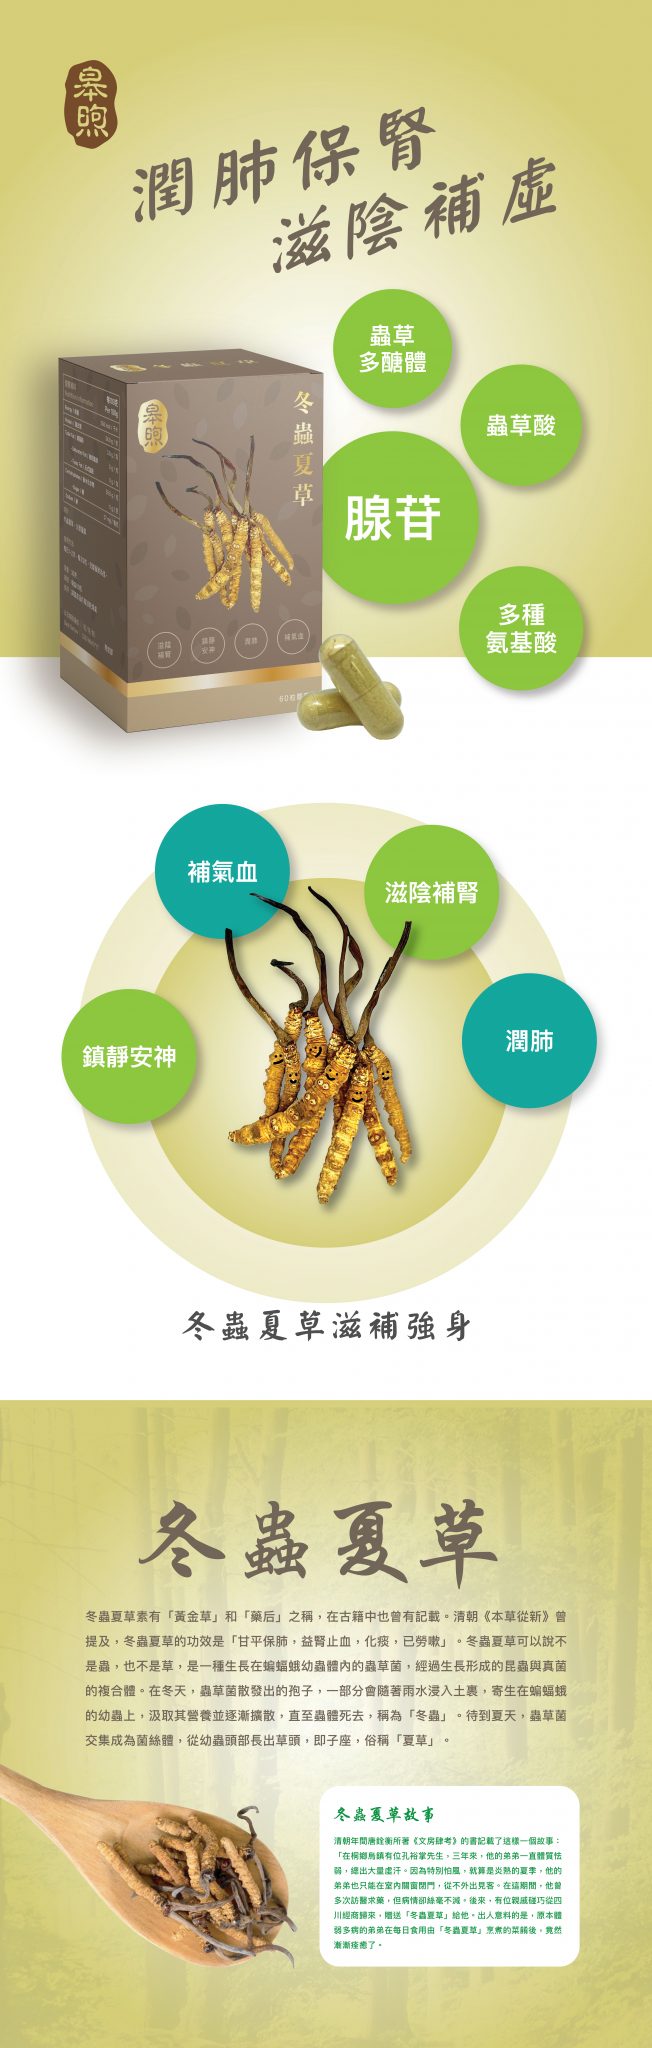 皋
煦
潤肺保腎
滋陰補虛
蟲草
多醣體
蟲草酸
腺苷
多種
氨基酸
皋煦
冬蟲夏草
皋
煦
冬蟲夏草
滋陰
補腎
鎮靜
安神
潤肺
補氣血
補氣血
滋陰補腎
鎮靜安神
潤肺
冬蟲夏草滋補強身
冬蟲夏草
冬蟲夏草素有「黃金草」和「藥后」之稱，在古籍中也曾有記載。清朝《本草從新》曾
提及，冬蟲夏草的功效是「甘平保肺，益腎止血，化痰，已勞嗽」。冬蟲夏草可以說不
是蟲，也不是草，是一種生長在蝙蝠蛾幼蟲體內的蟲草菌，經過生長形成的昆蟲與真菌
的複合體。在冬天，蟲草菌散發出的孢子，一部分會隨著雨水浸入土裏，寄生在蝙蝠蛾
的幼蟲上，汲取其營養並逐漸擴散，直至蟲體死去，稱為「冬蟲」。待到夏天，蟲草菌
交集成為菌絲體，從幼蟲頭部長出草頭，即子座，俗稱「夏草」。
冬蟲夏草故事
清朝年間唐銓衡所著《文房肆考》的書記載了這樣一個故事：
「在桐鄉烏鎮有位孔裕掌先生，三年來，他的弟弟一直體質怯
弱，總出大量虛汗。因為特別怕風，就算是炎熱的夏季，他的
弟弟也只能在室內關窗閉門，從不外出見客。在這期間，他曾
多次訪醫求藥，但病情卻絲毫不減。後來，有位親戚碰巧從四
川經商歸來，贈送「冬蟲夏草」給他。出人意料的是，原本體
弱多病的弟弟在每日食用由「冬蟲夏草」烹煮的菜餚後，竟然
漸漸痊癒了。